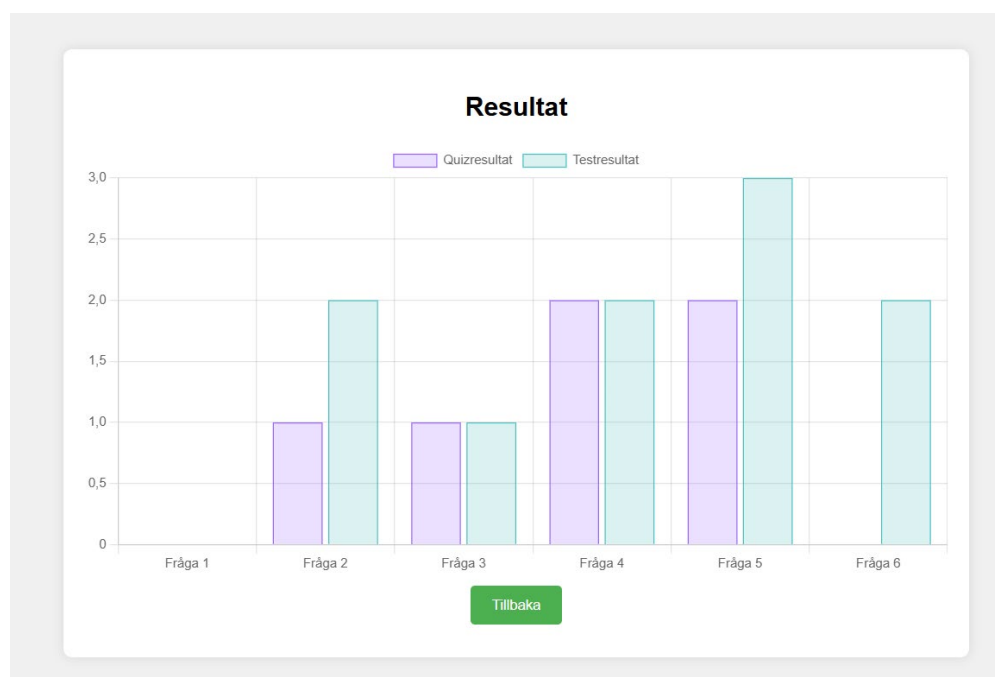 Resultat
Quizresultat Testresultat
3,0
2,5
2,0
1,5
1,0
0,5
0
Fråga 1 Fråga 2 Fråga 3 Fråga 4 Fråga 5 Fråga 6
Tillbaka